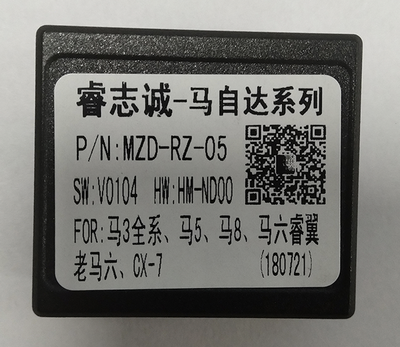 睿志诚-马自达系列
P/N:MZD-RZ-05
SW:V0104 HW:HM-ND00
FOR:马3全系、马5、马8、马六睿翼
老马六、CX-7 (180721)